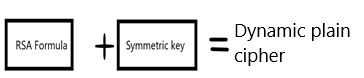 RSA Formula + Symmetric key = Dynamic plain
cipher